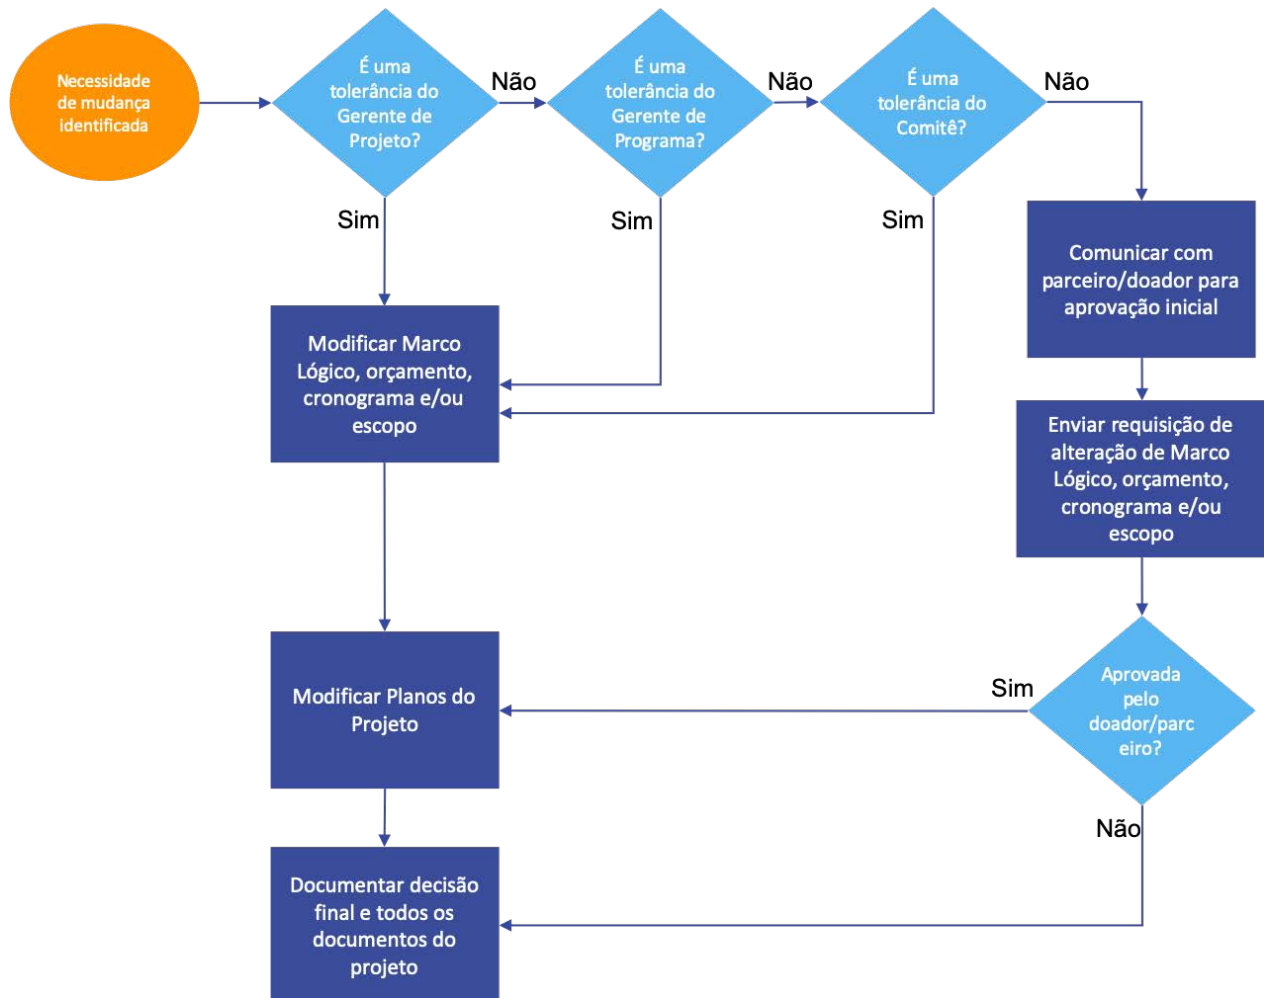 Necessidade
de mudança
identificada
É uma
tolerância do
Gerente de
Projeto?
Não
É uma
tolerância do
Gerente de
Programa?
Não
É uma
tolerância do
Comitê?
Não
Sim
Sim
Sim
Comunicar com
parceiro/doador para
aprovação inicial
Modificar Marco
Lógico, orçamento,
cronograma e/ou
escopo
Enviar requisição de
alteração de Marco
Lógico, orçamento,
cronograma e/ou
escopo
Modificar Planos do
Projeto
Sim
Aprovada
pelo
doador/parc
eiro?
Não
Documentar decisão
final e todos os
documentos do
projeto